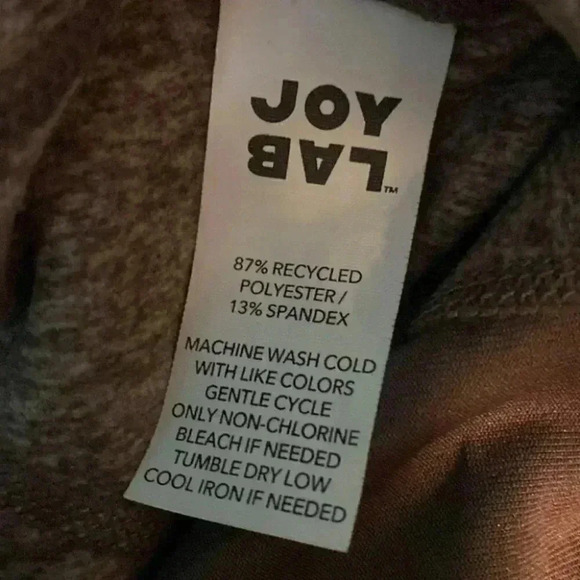 JOY
LAB™
87% RECYCLED
POLYESTER /
13% SPANDEX
MACHINE WASH COLD
WITH LIKE COLORS
GENTLE CYCLE
ONLY NON-CHLORINE
BLEACH IF NEEDED
TUMBLE DRY LOW
COOL IRON IF NEEDED